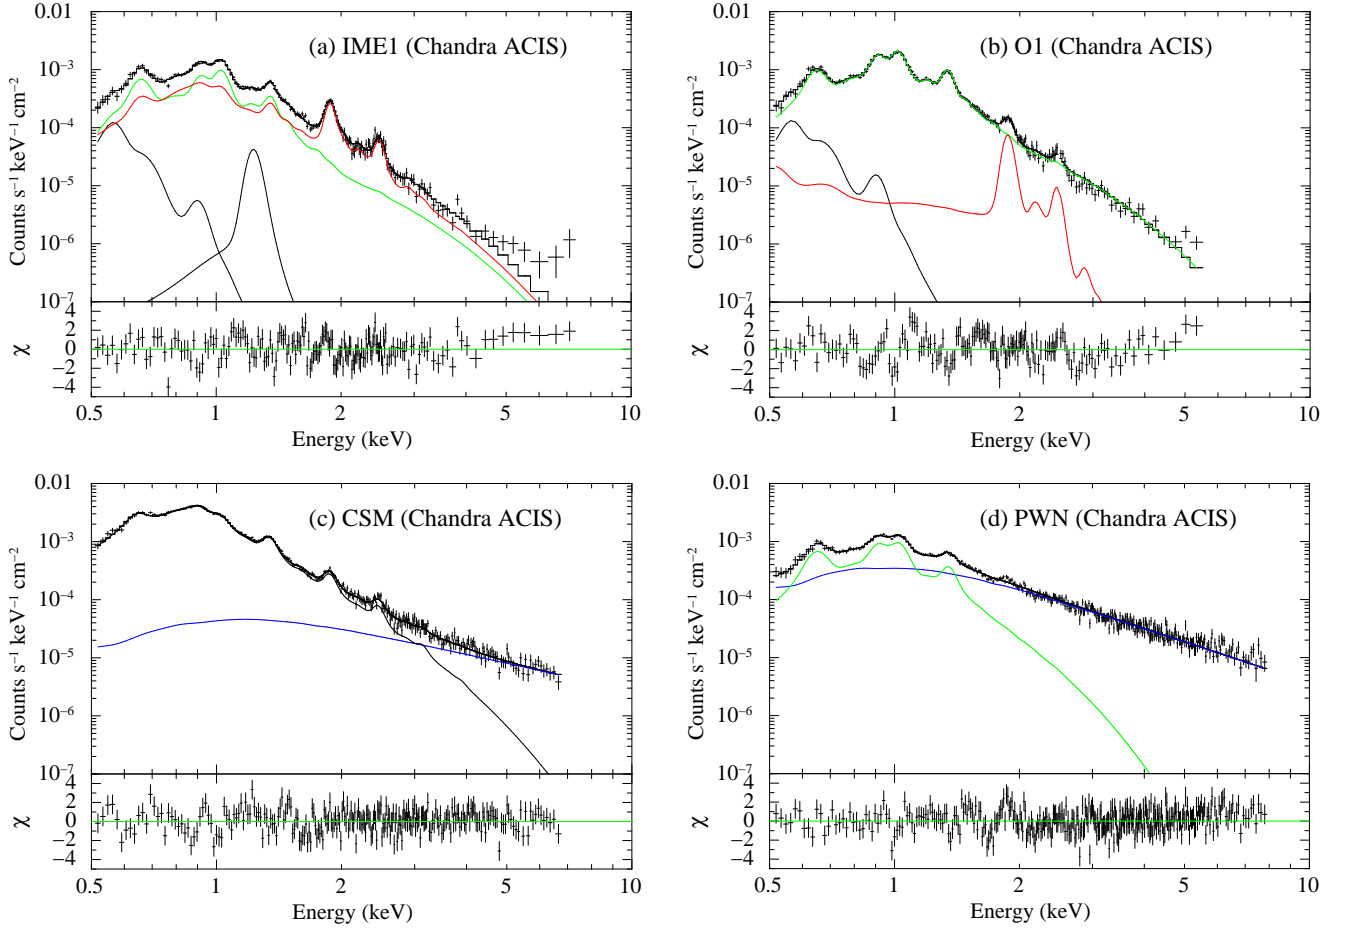 (a) IME1 (Chandra ACIS)
Counts s⁻¹ keV⁻¹ cm⁻²
0.01
10⁻³
10⁻⁴
10⁻⁵
10⁻⁶
10⁻⁷
χ
4
2
0
−2
−4
0.5 1 2 5 10
Energy (keV)
(b) O1 (Chandra ACIS)
Counts s⁻¹ keV⁻¹ cm⁻²
0.01
10⁻³
10⁻⁴
10⁻⁵
10⁻⁶
10⁻⁷
χ
4
2
0
−2
−4
0.5 1 2 5 10
Energy (keV)
(c) CSM (Chandra ACIS)
Counts s⁻¹ keV⁻¹ cm⁻²
0.01
10⁻³
10⁻⁴
10⁻⁵
10⁻⁶
10⁻⁷
χ
4
2
0
−2
−4
0.5 1 2 5 10
Energy (keV)
(d) PWN (Chandra ACIS)
Counts s⁻¹ keV⁻¹ cm⁻²
0.01
10⁻³
10⁻⁴
10⁻⁵
10⁻⁶
10⁻⁷
χ
4
2
0
−2
−4
0.5 1 2 5 10
Energy (keV)